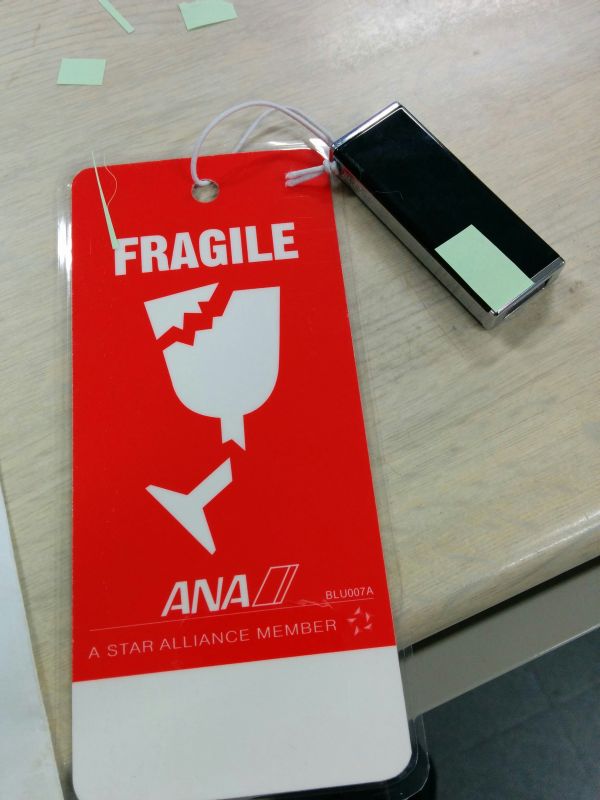 FRAGILE
ANA
BLU007A
A STAR ALLIANCE MEMBER